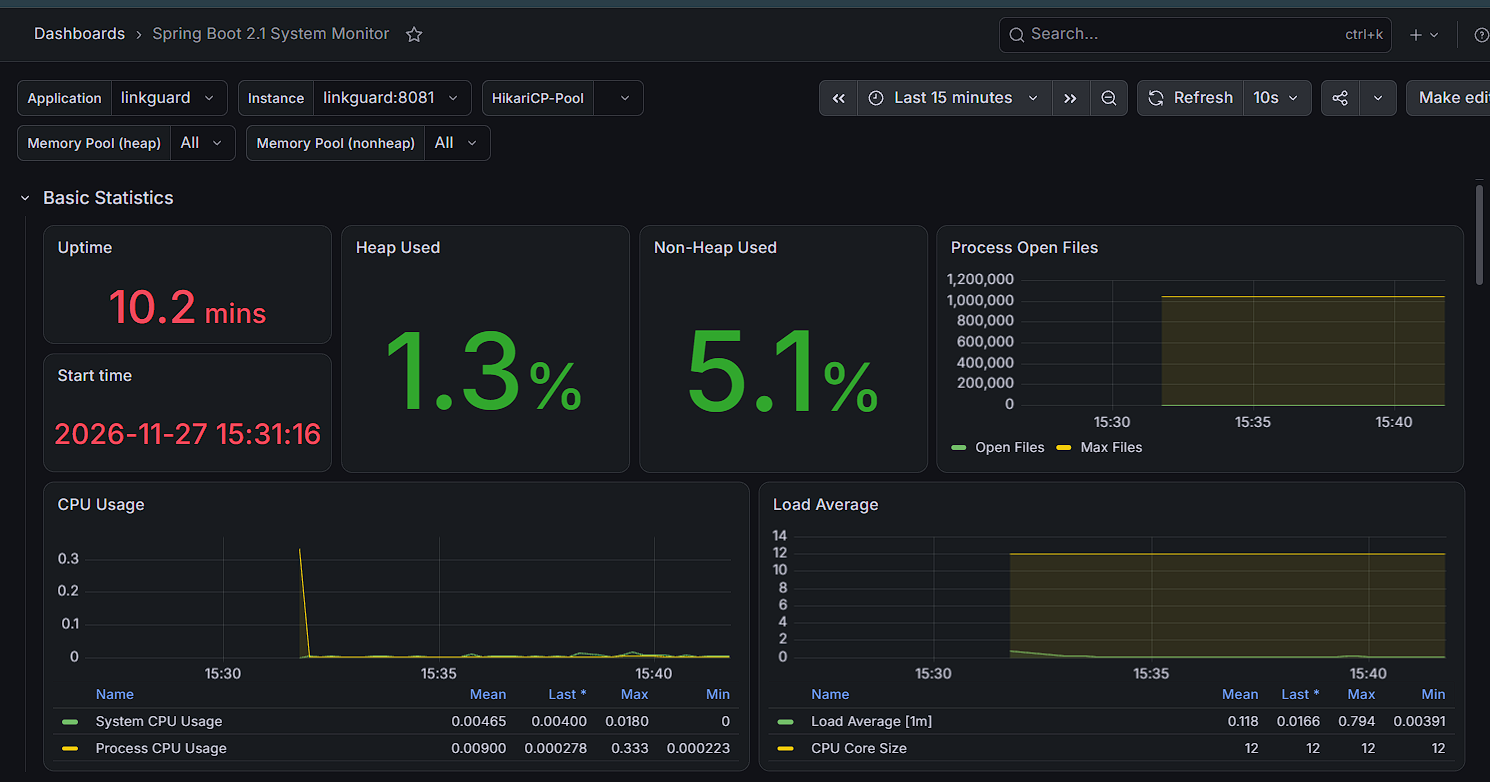 Dashboards › Spring Boot 2.1 System Monitor
Search... ctrl+k
Application linkguard Instance linkguard:8081 HikariCP-Pool
Last 15 minutes Refresh 10s Make edi
Memory Pool (heap) All Memory Pool (nonheap) All
Basic Statistics
Uptime
10.2 mins
Start time
2026-11-27 15:31:16
Heap Used
1.3%
Non-Heap Used
5.1%
Process Open Files
1,200,000
1,000,000
800,000
600,000
400,000
200,000
0
15:30 15:35 15:40
Open Files Max Files
CPU Usage
0.3
0.2
0.1
0
15:30 15:35 15:40
Name Mean Last * Max Min
System CPU Usage 0.00465 0.00400 0.0180 0
Process CPU Usage 0.00900 0.000278 0.333 0.000223
Load Average
14
12
10
8
6
4
2
0
15:30 15:35 15:40
Name Mean Last * Max Min
Load Average [1m] 0.118 0.0166 0.794 0.00391
CPU Core Size 12 12 12 12